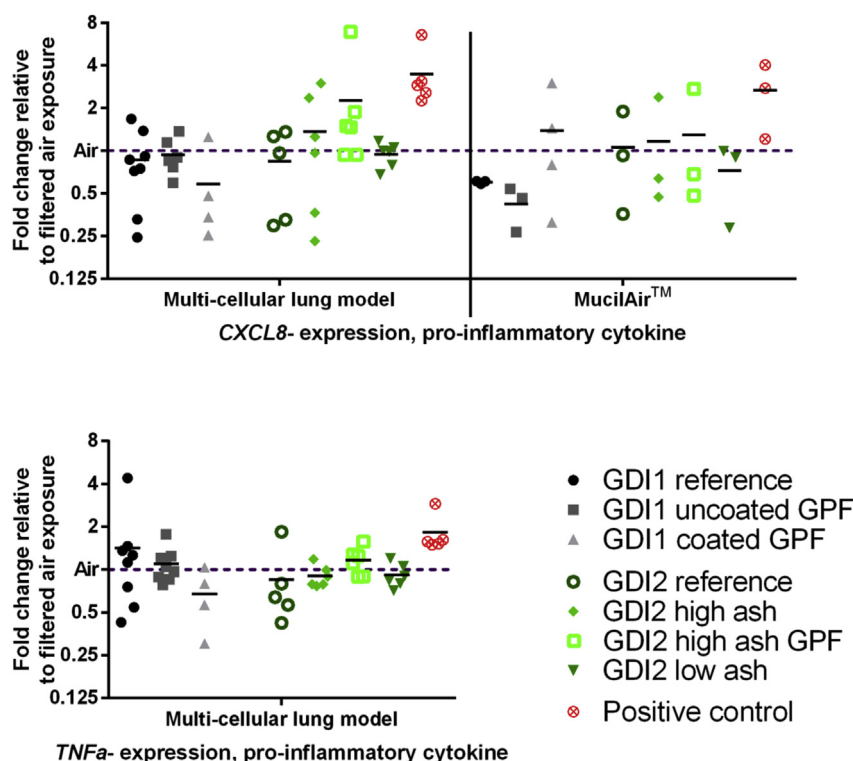 Fold change relative
to filtered air exposure
8
4
2
Air
0.5
0.25
0.125
Multi-cellular lung model
MucilAir™
CXCL8- expression, pro-inflammatory cytokine
Fold change relative
to filtered air exposure
8
4
2
Air
0.5
0.25
0.125
Multi-cellular lung model
TNFa- expression, pro-inflammatory cytokine
GDI1 reference
GDI1 uncoated GPF
GDI1 coated GPF
GDI2 reference
GDI2 high ash
GDI2 high ash GPF
GDI2 low ash
Positive control